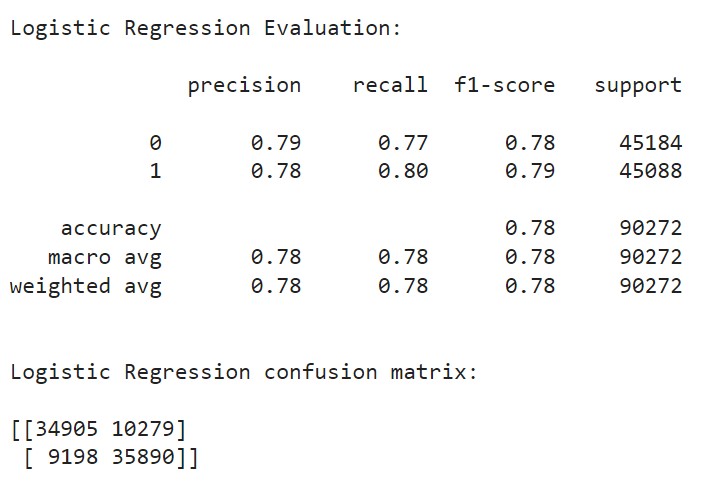 Logistic Regression Evaluation:
precision recall f1-score support
0 0.79 0.77 0.78 45184
1 0.78 0.80 0.79 45088
accuracy 0.78 90272
macro avg 0.78 0.78 0.78 90272
weighted avg 0.78 0.78 0.78 90272
Logistic Regression confusion matrix:
[[34905 10279]
[ 9198 35890]]